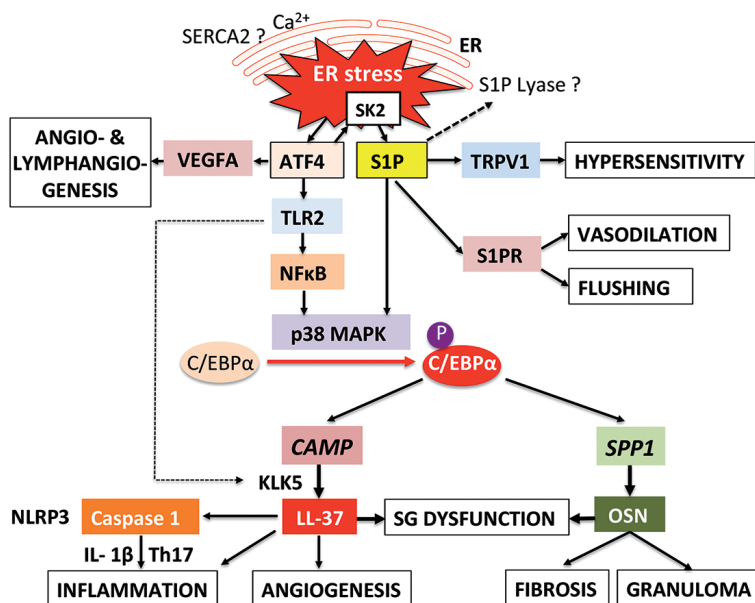 Ca²⁺
SERCA2 ?
ER
ER stress
S1P Lyase ?
SK2
ANGIO- &
LYMPHANGIO-
GENESIS
VEGFA
ATF4
S1P
TRPV1
HYPERSENSITIVITY
TLR2
S1PR
VASODILATION
NFκB
FLUSHING
p38 MAPK
P
C/EBPα
C/EBPα
CAMP
SPP1
KLK5
NLRP3
Caspase 1
LL-37
SG DYSFUNCTION
OSN
IL- 1β
Th17
INFLAMMATION
ANGIOGENESIS
FIBROSIS
GRANULOMA